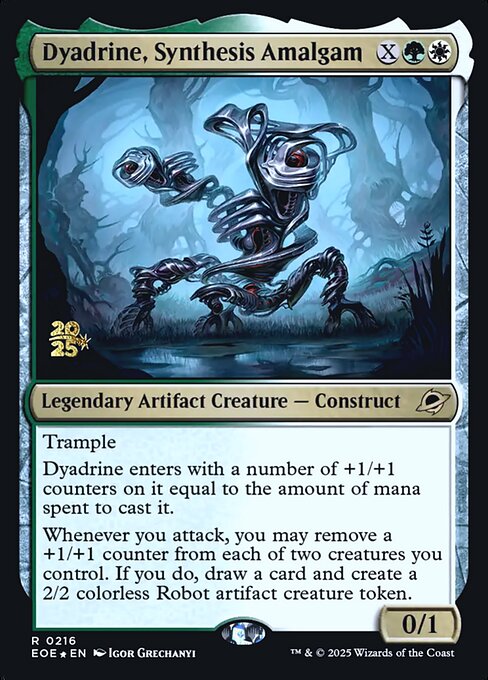 Dyadrine, Synthesis Amalgam X
2025
Legendary Artifact Creature — Construct
Trample
Dyadrine enters with a number of +1/+1
counters on it equal to the amount of mana
spent to cast it.
Whenever you attack, you may remove a
+1/+1 counter from each of two creatures you
control. If you do, draw a card and create a
2/2 colorless Robot artifact creature token.
0/1
R 0216
EOE ★ EN Igor Grechanyi
™ & © 2025 Wizards of the Coast